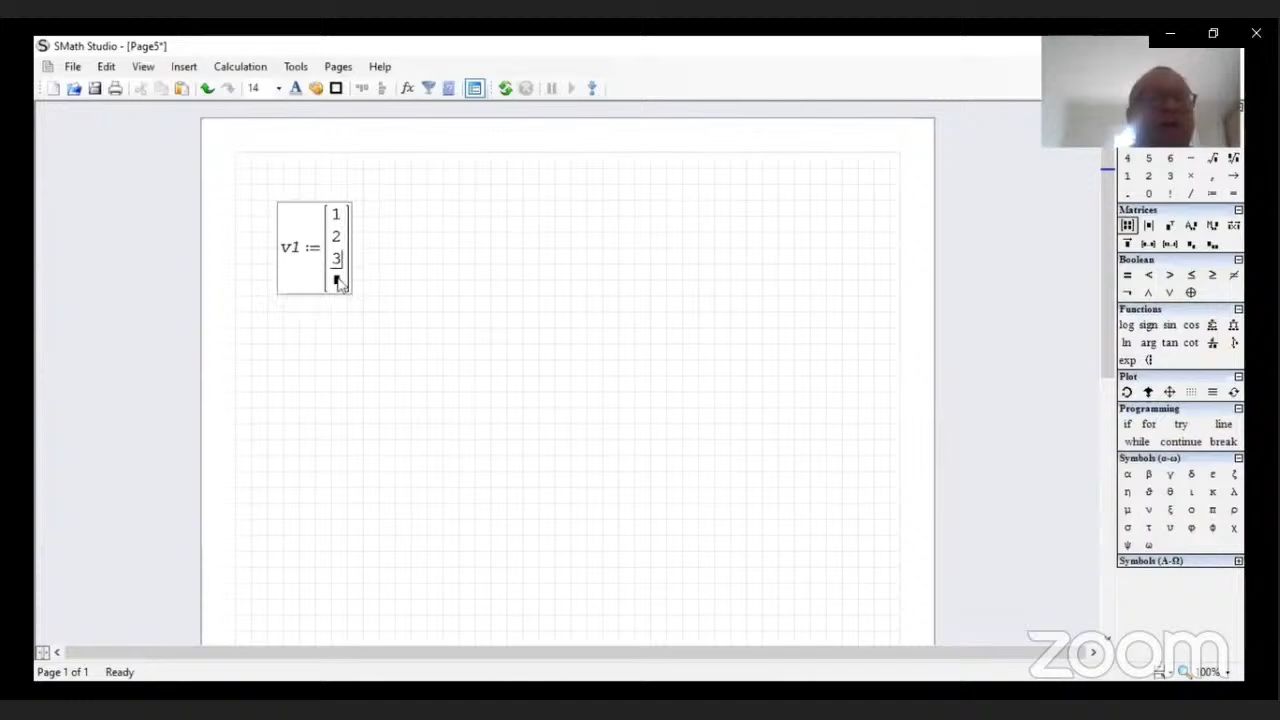 SMath Studio - [Page5*]
File Edit View Insert Calculation Tools Pages Help
14 A fx
4 5 6 − √
1 2 3 × , →
. 0 ! / := =
Matrices
Boolean
= < > ≤ ≥ ≠
¬ ∧ ∨ ⊕
Functions
log sign sin cos
ln arg tan cot
exp
Plot
Programming
if for try line
while continue break
Symbols (α-ω)
α β γ δ ε ζ
η ϑ θ ι κ λ
μ ν ξ ο π ρ
σ τ υ φ ϕ χ
ψ ω
Symbols (Α-Ω)
v1 :=
1
2
3
zoom
Page 1 of 1 Ready
100%